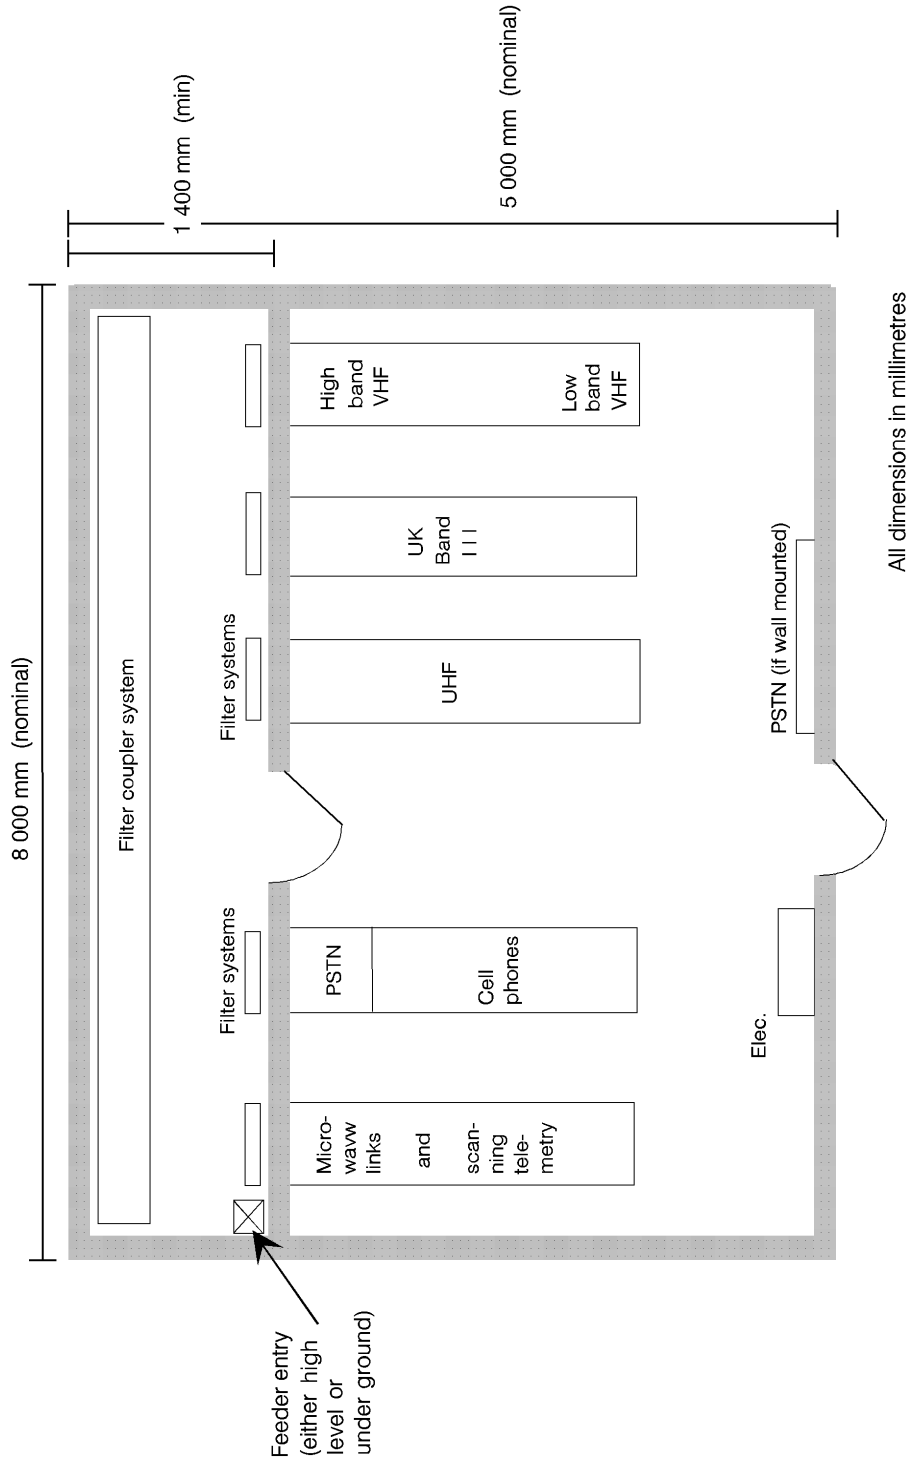 8 000 mm (nominal)
Filter coupler system
1 400 mm (min)
Filter systems
Filter systems
Feeder entry
(either high
level or
under ground)
Micro-
wavw
links
and
scan-
ning
tele-
metry
PSTN
Cell
phones
UHF
UK
Band
I I I
High
band
VHF
Low
band
VHF
5 000 mm (nominal)
Elec.
PSTN (if wall mounted)
All dimensions in millimetres